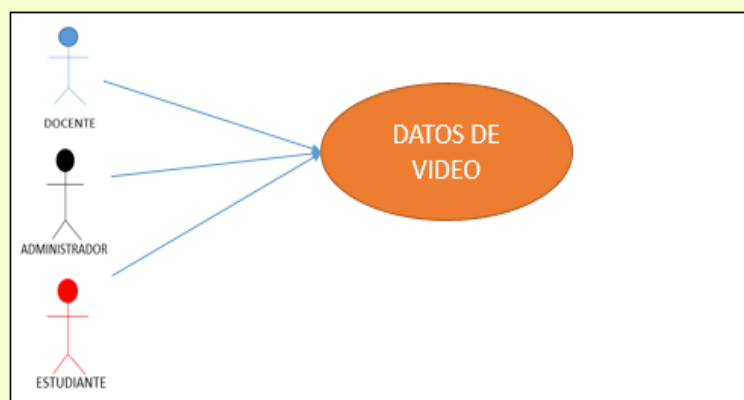 DOCENTE
ADMINISTRADOR
ESTUDIANTE
DATOS DE
VIDEO